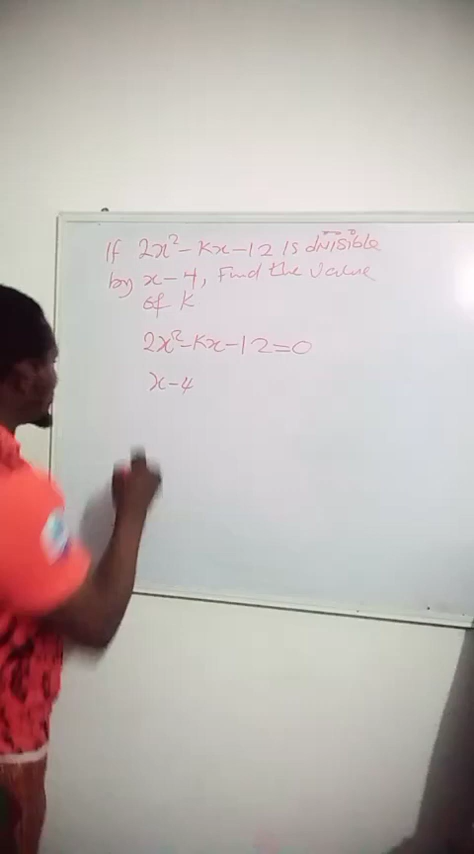 If 2x² - Kx - 12 is divisible
by x - 4, Find the value
of K
2x² - Kx - 12 = 0
x - 4